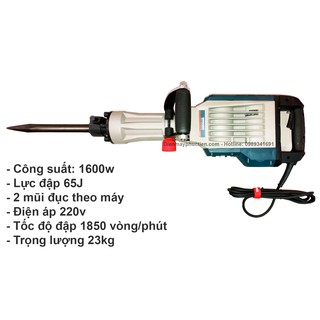 - Công suất: 1600w
- Lực đập 65J
- 2 mũi đục theo máy
- Điện áp 220v
- Tốc độ đập 1850 vòng/phút
- Trọng lượng 23kg